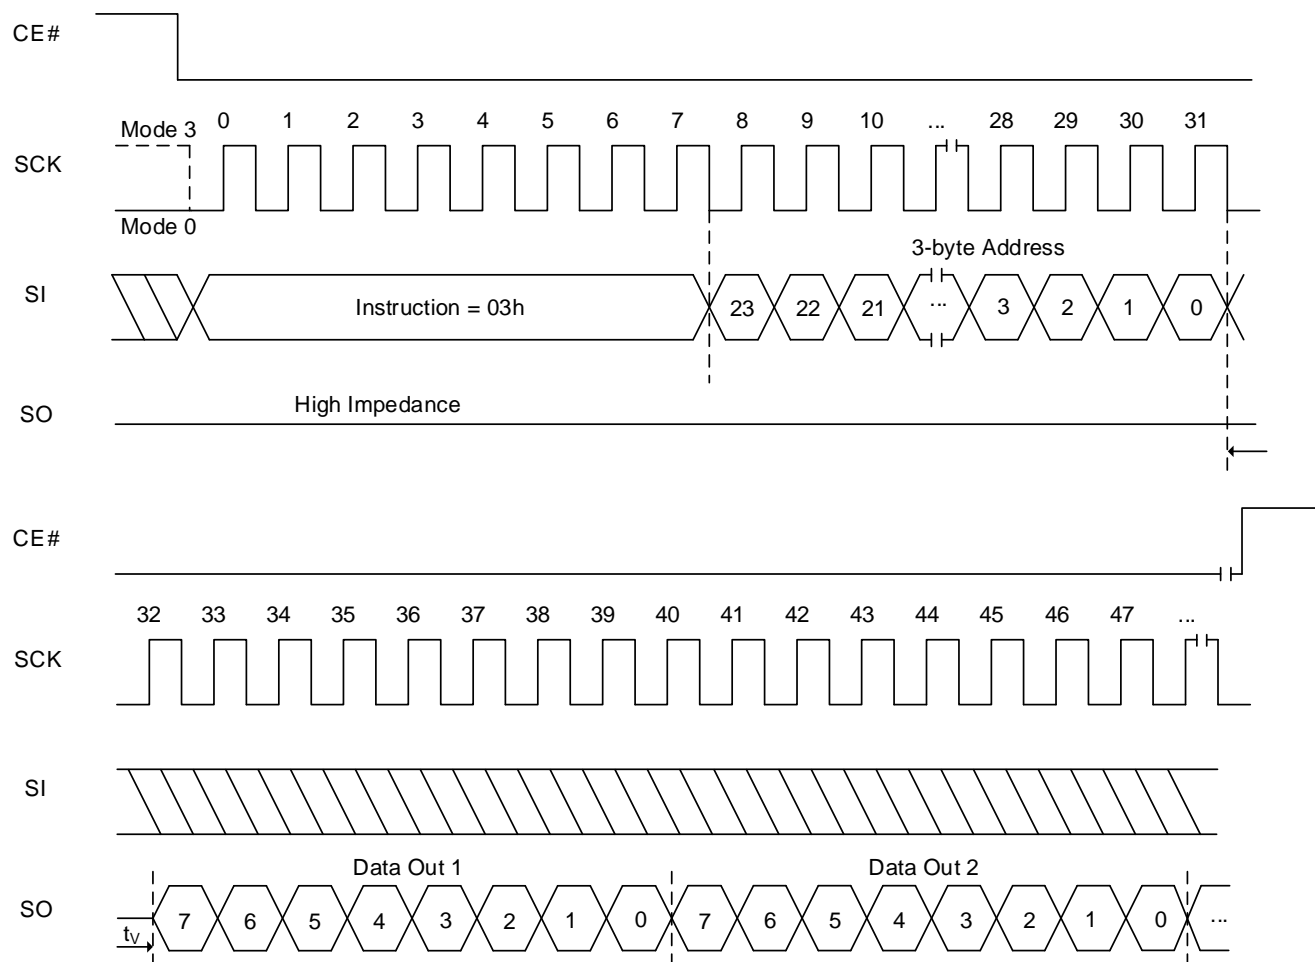 CE#
0 1 2 3 4 5 6 7 8 9 10 ... 28 29 30 31
Mode 3
SCK
Mode 0
3-byte Address
SI
Instruction = 03h
23 22 21 ... 3 2 1 0
High Impedance
SO
CE#
32 33 34 35 36 37 38 39 40 41 42 43 44 45 46 47 ...
SCK
SI
Data Out 1 Data Out 2
SO
7 6 5 4 3 2 1 0 7 6 5 4 3 2 1 0 ...
tV